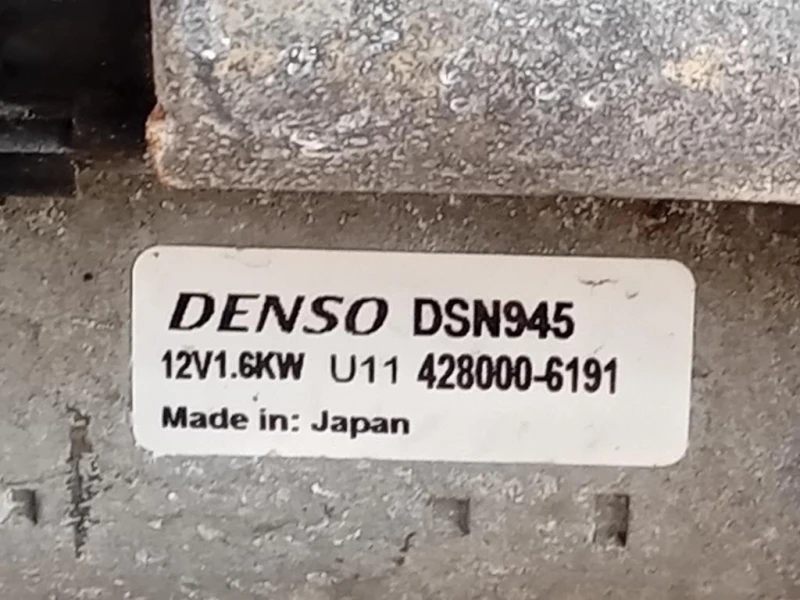 DENSO DSN945
12V1.6KW U11 428000-6191
Made in: Japan